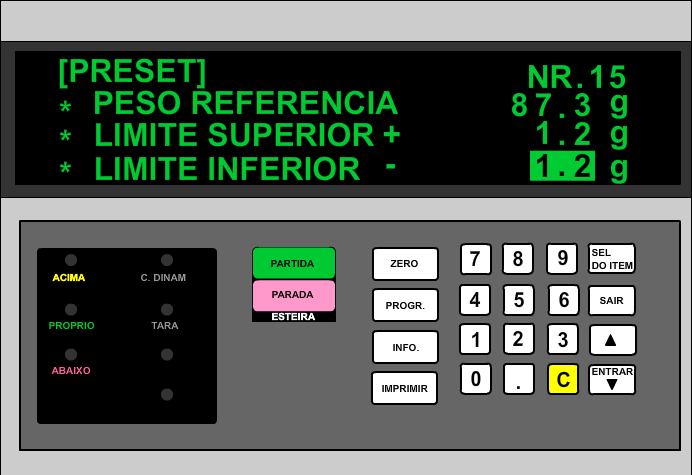 [PRESET] NR.15
* PESO REFERENCIA 87.3 g
* LIMITE SUPERIOR + 1.2 g
* LIMITE INFERIOR - 1.2 g
ACIMA C. DINAM
PROPRIO TARA
ABAIXO
PARTIDA
PARADA
ESTEIRA
ZERO
PROGR.
INFO.
IMPRIMIR
7 8 9 SEL
DO ITEM
4 5 6 SAIR
1 2 3 ▲
0 . C ENTRAR
▼